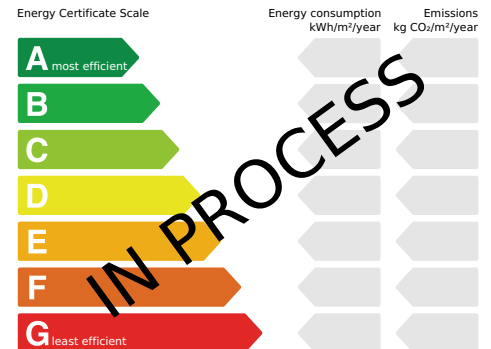 Energy Certificate Scale
Energy consumption
kWh/m²/year
Emissions
kg CO₂/m²/year
A most efficient
B
C
D
E
F
G least efficient
IN PROCESS